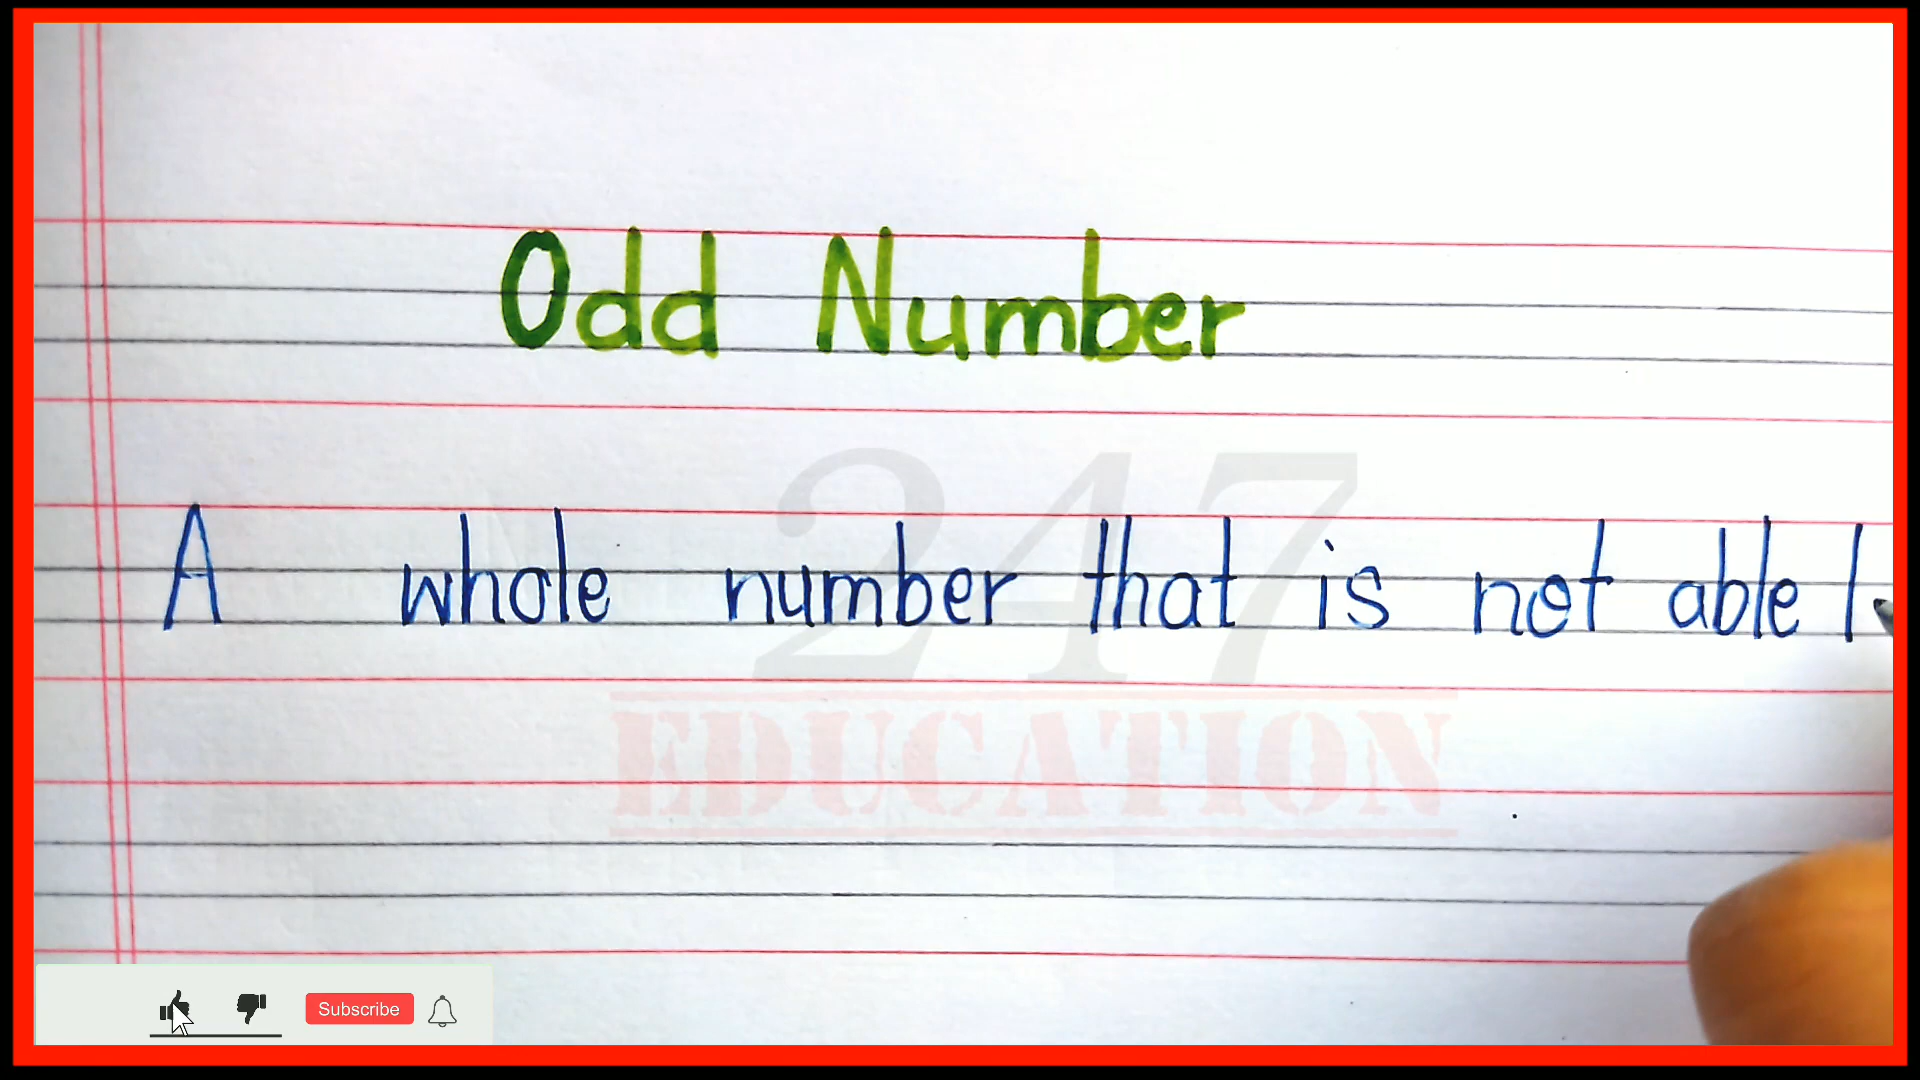 Odd Number
A whole number that is not able
247
EDUCATION
Subscribe